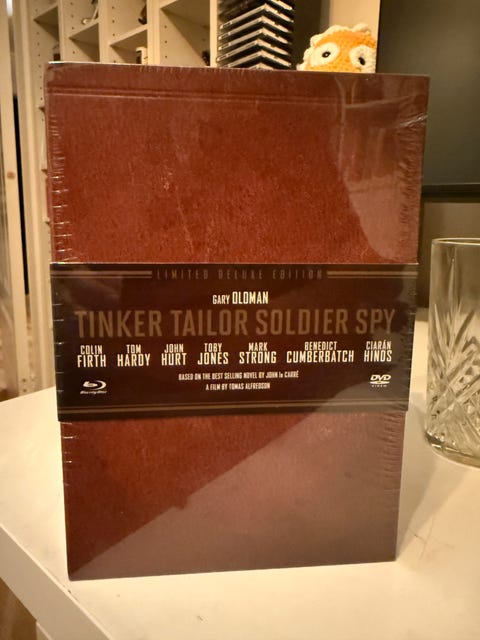 LIMITED DELUXE EDITION
GARY OLDMAN
TINKER TAILOR SOLDIER SPY
COLIN FIRTH TOM HARDY JOHN HURT TOBY JONES MARK STRONG BENEDICT CUMBERBATCH CIARÁN HINDS
BASED ON THE BEST SELLING NOVEL BY JOHN le CARRÉ
A FILM BY TOMAS ALFREDSON
Blu-ray Disc
DVD
VIDEO